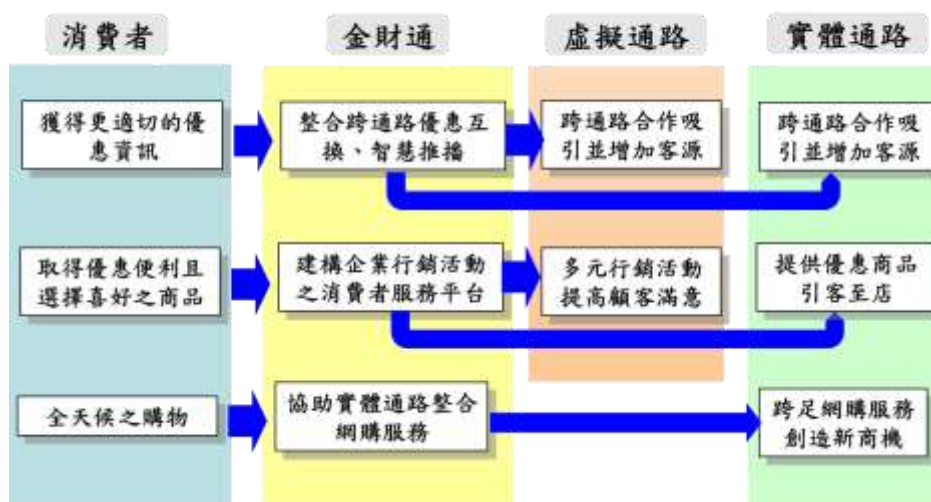 消費者
金財通
虛擬通路
實體通路
獲得更適切的優
惠資訊
整合跨通路優惠互
換、智慧推播
跨通路合作吸
引並增加客源
跨通路合作吸
引並增加客源
取得優惠便利且
選擇喜好之商品
建構企業行銷活動
之消費者服務平台
多元行銷活動
提高顧客滿意
提供優惠商品
引客至店
全天候之購物
協助實體通路整合
網購服務
跨足網購服務
創造新商機